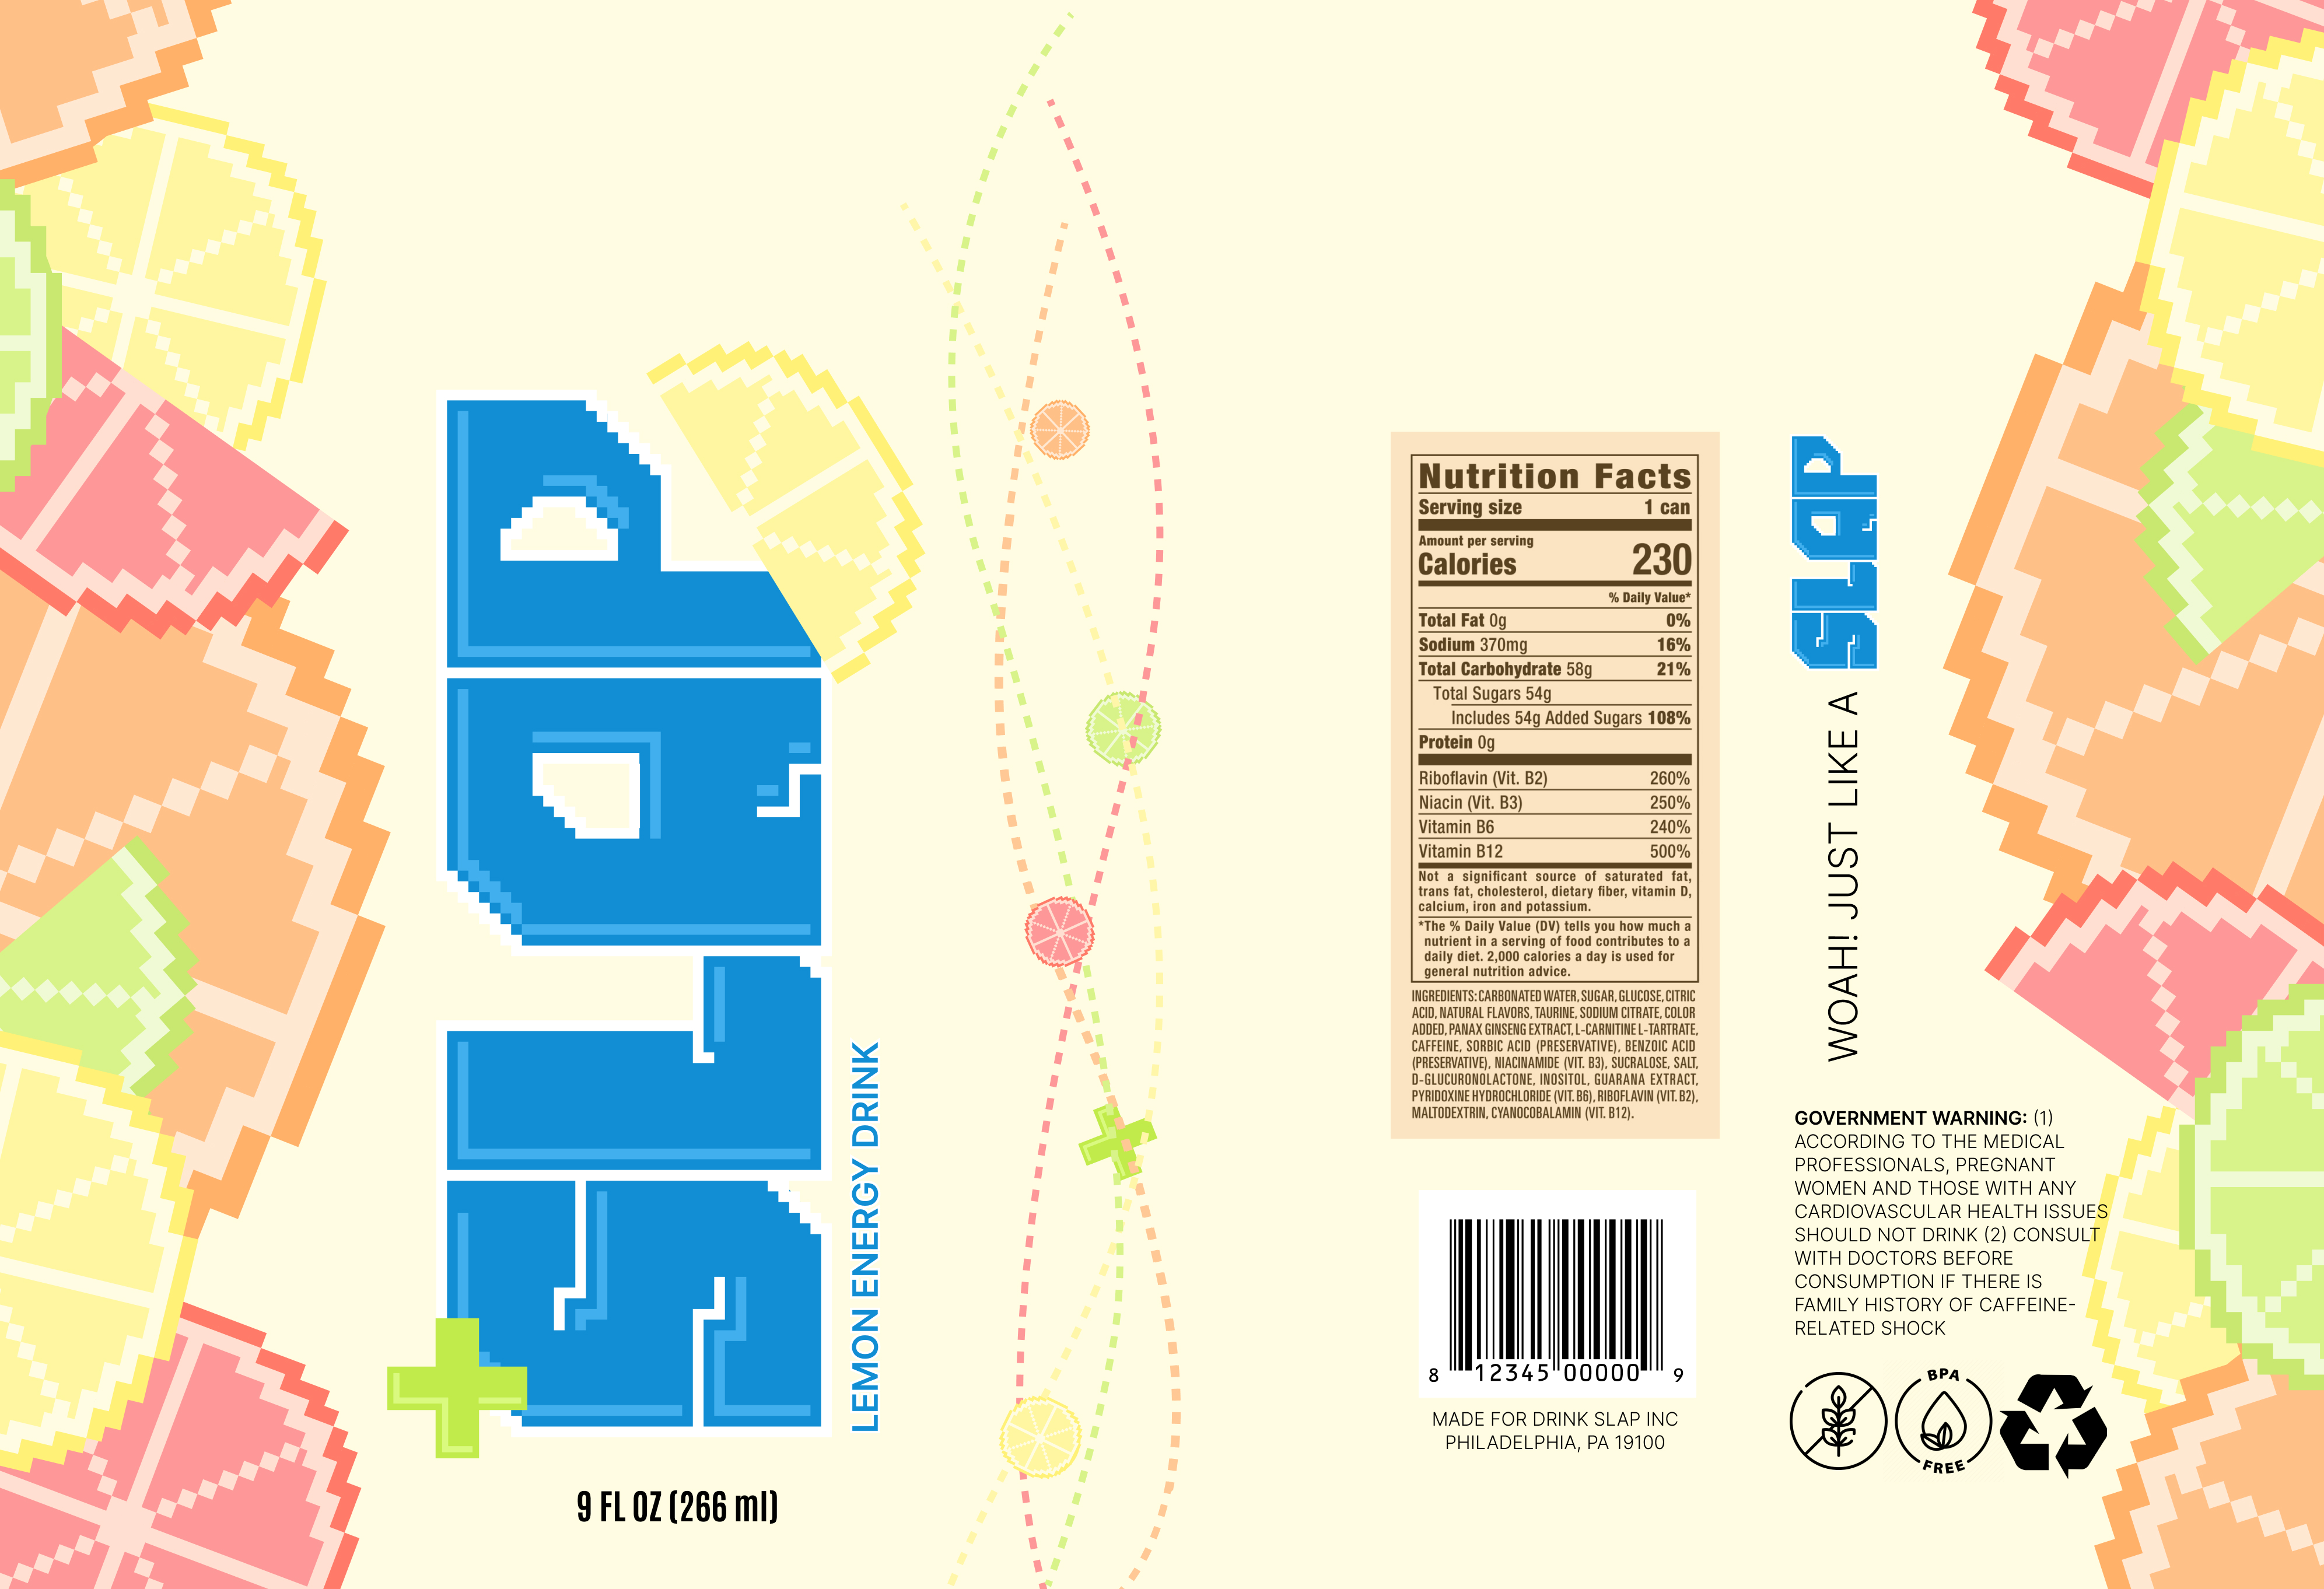 SLAP
LEMON ENERGY DRINK
9 FL OZ (266 ml)
Nutrition Facts
Serving size 1 can
Amount per serving
Calories 230
% Daily Value*
Total Fat 0g 0%
Sodium 370mg 16%
Total Carbohydrate 58g 21%
Total Sugars 54g
Includes 54g Added Sugars 108%
Protein 0g
Riboflavin (Vit. B2) 260%
Niacin (Vit. B3) 250%
Vitamin B6 240%
Vitamin B12 500%
Not a significant source of saturated fat,
trans fat, cholesterol, dietary fiber, vitamin D,
calcium, iron and potassium.
*The % Daily Value (DV) tells you how much a
nutrient in a serving of food contributes to a
daily diet. 2,000 calories a day is used for
general nutrition advice.
INGREDIENTS: CARBONATED WATER, SUGAR, GLUCOSE, CITRIC
ACID, NATURAL FLAVORS, TAURINE, SODIUM CITRATE, COLOR
ADDED, PANAX GINSENG EXTRACT, L-CARNITINE L-TARTRATE,
CAFFEINE, SORBIC ACID (PRESERVATIVE), BENZOIC ACID
(PRESERVATIVE), NIACINAMIDE (VIT. B3), SUCRALOSE, SALT,
D-GLUCURONOLACTONE, INOSITOL, GUARANA EXTRACT,
PYRIDOXINE HYDROCHLORIDE (VIT. B6), RIBOFLAVIN (VIT. B2),
MALTODEXTRIN, CYANOCOBALAMIN (VIT. B12).
8 12345 00000 9
MADE FOR DRINK SLAP INC
PHILADELPHIA, PA 19100
WOAH! JUST LIKE A SLAP
GOVERNMENT WARNING: (1)
ACCORDING TO THE MEDICAL
PROFESSIONALS, PREGNANT
WOMEN AND THOSE WITH ANY
CARDIOVASCULAR HEALTH ISSUES
SHOULD NOT DRINK (2) CONSULT
WITH DOCTORS BEFORE
CONSUMPTION IF THERE IS
FAMILY HISTORY OF CAFFEINE-
RELATED SHOCK
BPA
FREE